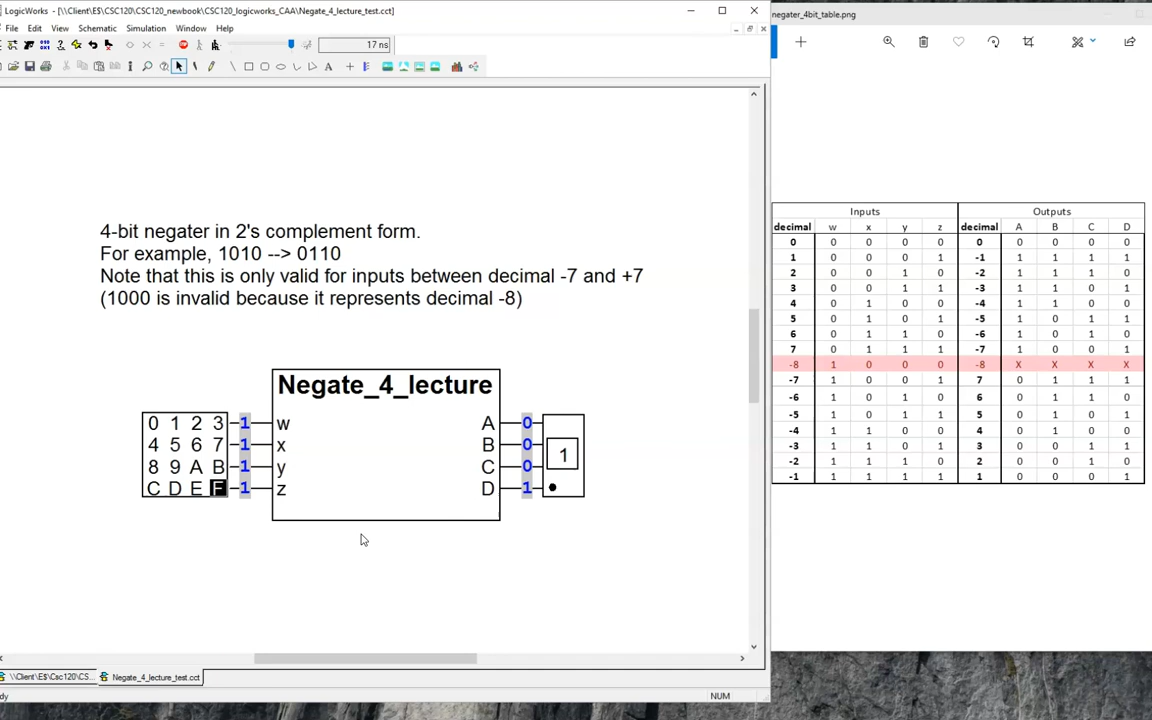 LogicWorks - [\\Client\E$\CSC120_newbook\CSC120_logicworks_CAA\Negate_4_lecture_test.cct]
File Edit View Schematic Simulation Window Help
17 ns
4-bit negater in 2's complement form.
For example, 1010 --> 0110
Note that this is only valid for inputs between decimal -7 and +7
(1000 is invalid because it represents decimal -8)
Negate_4_lecture
0 1 2 3 1 w A 0
4 5 6 7 1 x B 0 1
8 9 A B 1 y C 0
C D E F 1 z D 1
\\Client\E$\Csc120\CS... Negate_4_lecture_test.cct
dy NUM
negater_4bit_table.png
Inputs Outputs
decimal w x y z decimal A B C D
0 0 0 0 0 0 0 0 0 0
1 0 0 0 1 -1 1 1 1 1
2 0 0 1 0 -2 1 1 1 0
3 0 0 1 1 -3 1 1 0 1
4 0 1 0 0 -4 1 1 0 0
5 0 1 0 1 -5 1 0 1 1
6 0 1 1 0 -6 1 0 1 0
7 0 1 1 1 -7 1 0 0 1
-8 1 0 0 0 -8 X X X X
-7 1 0 0 1 7 0 1 1 1
-6 1 0 1 0 6 0 1 1 0
-5 1 0 1 1 5 0 1 0 1
-4 1 1 0 0 4 0 1 0 0
-3 1 1 0 1 3 0 0 1 1
-2 1 1 1 0 2 0 0 1 0
-1 1 1 1 1 1 0 0 0 1